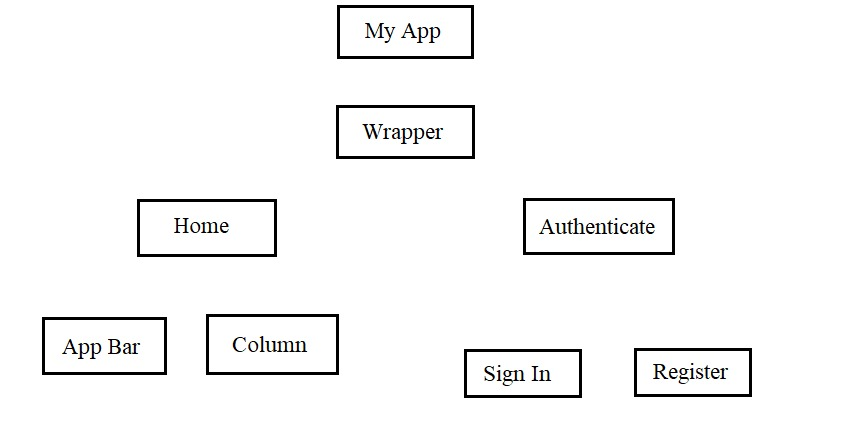 My App
Wrapper
Home
Authenticate
App Bar
Column
Sign In
Register